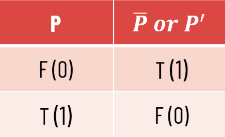 P P̅ or P′
F (0) T (1)
T (1) F (0)